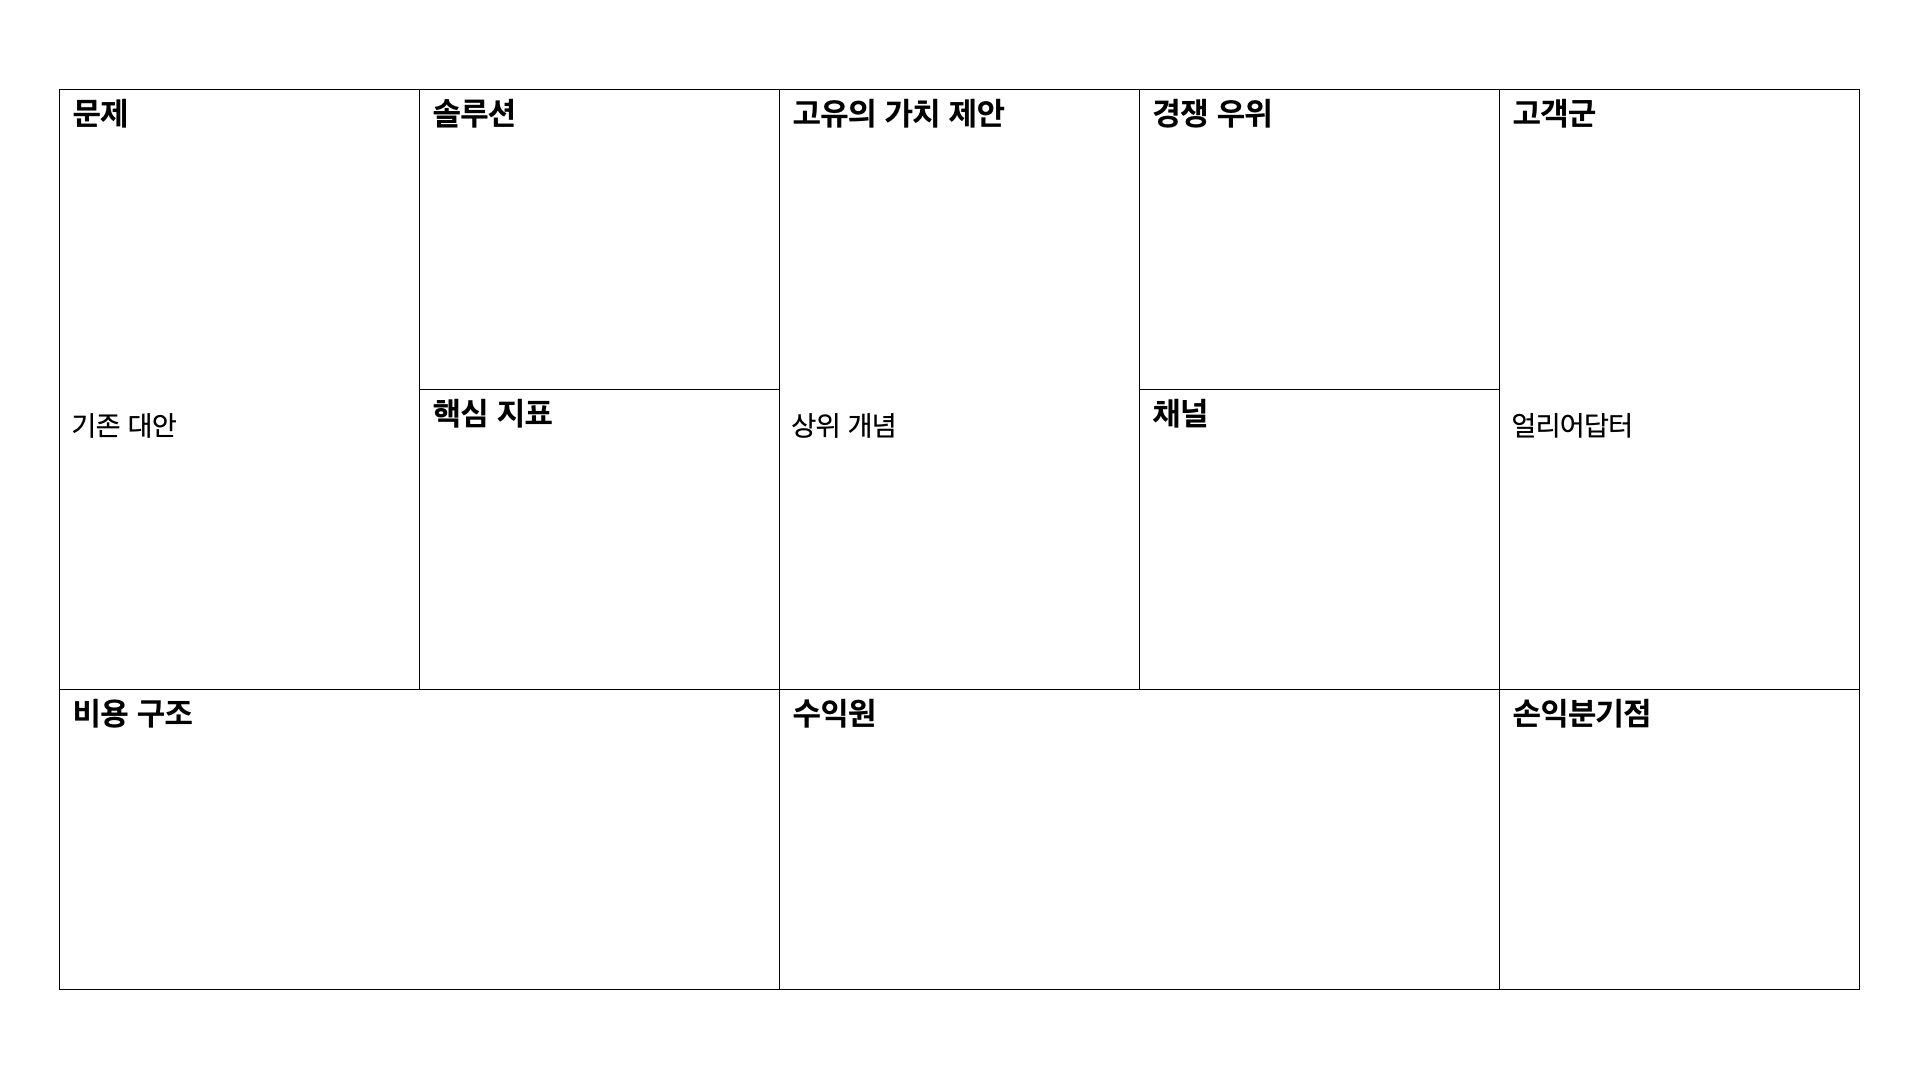 문제
솔루션
고유의 가치 제안
경쟁 우위
고객군
기존 대안
핵심 지표
상위 개념
채널
얼리어답터
비용 구조
수익원
손익분기점